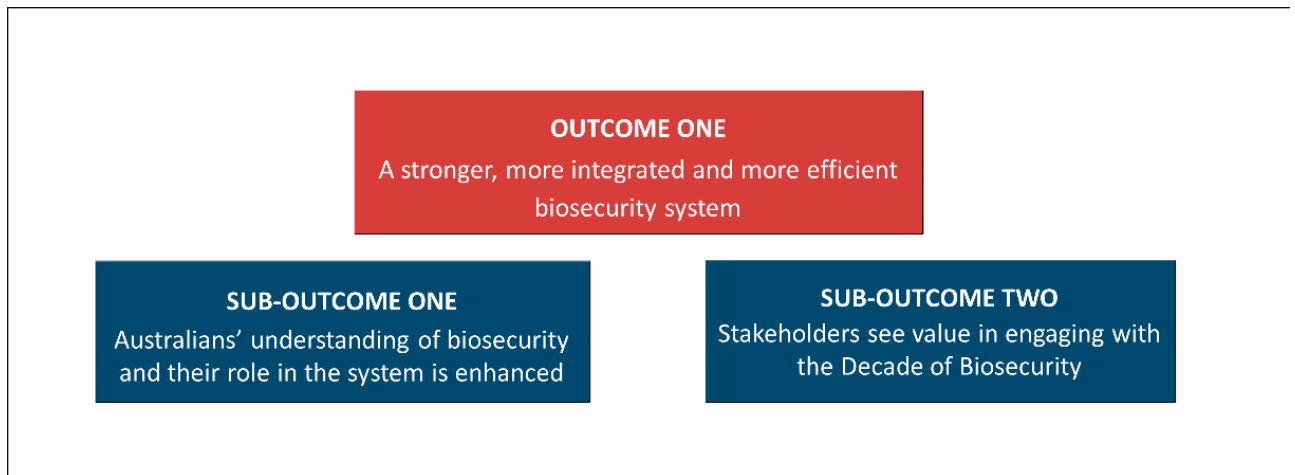 OUTCOME ONE
A stronger, more integrated and more efficient
biosecurity system
SUB-OUTCOME ONE
Australians’ understanding of biosecurity
and their role in the system is enhanced
SUB-OUTCOME TWO
Stakeholders see value in engaging with
the Decade of Biosecurity